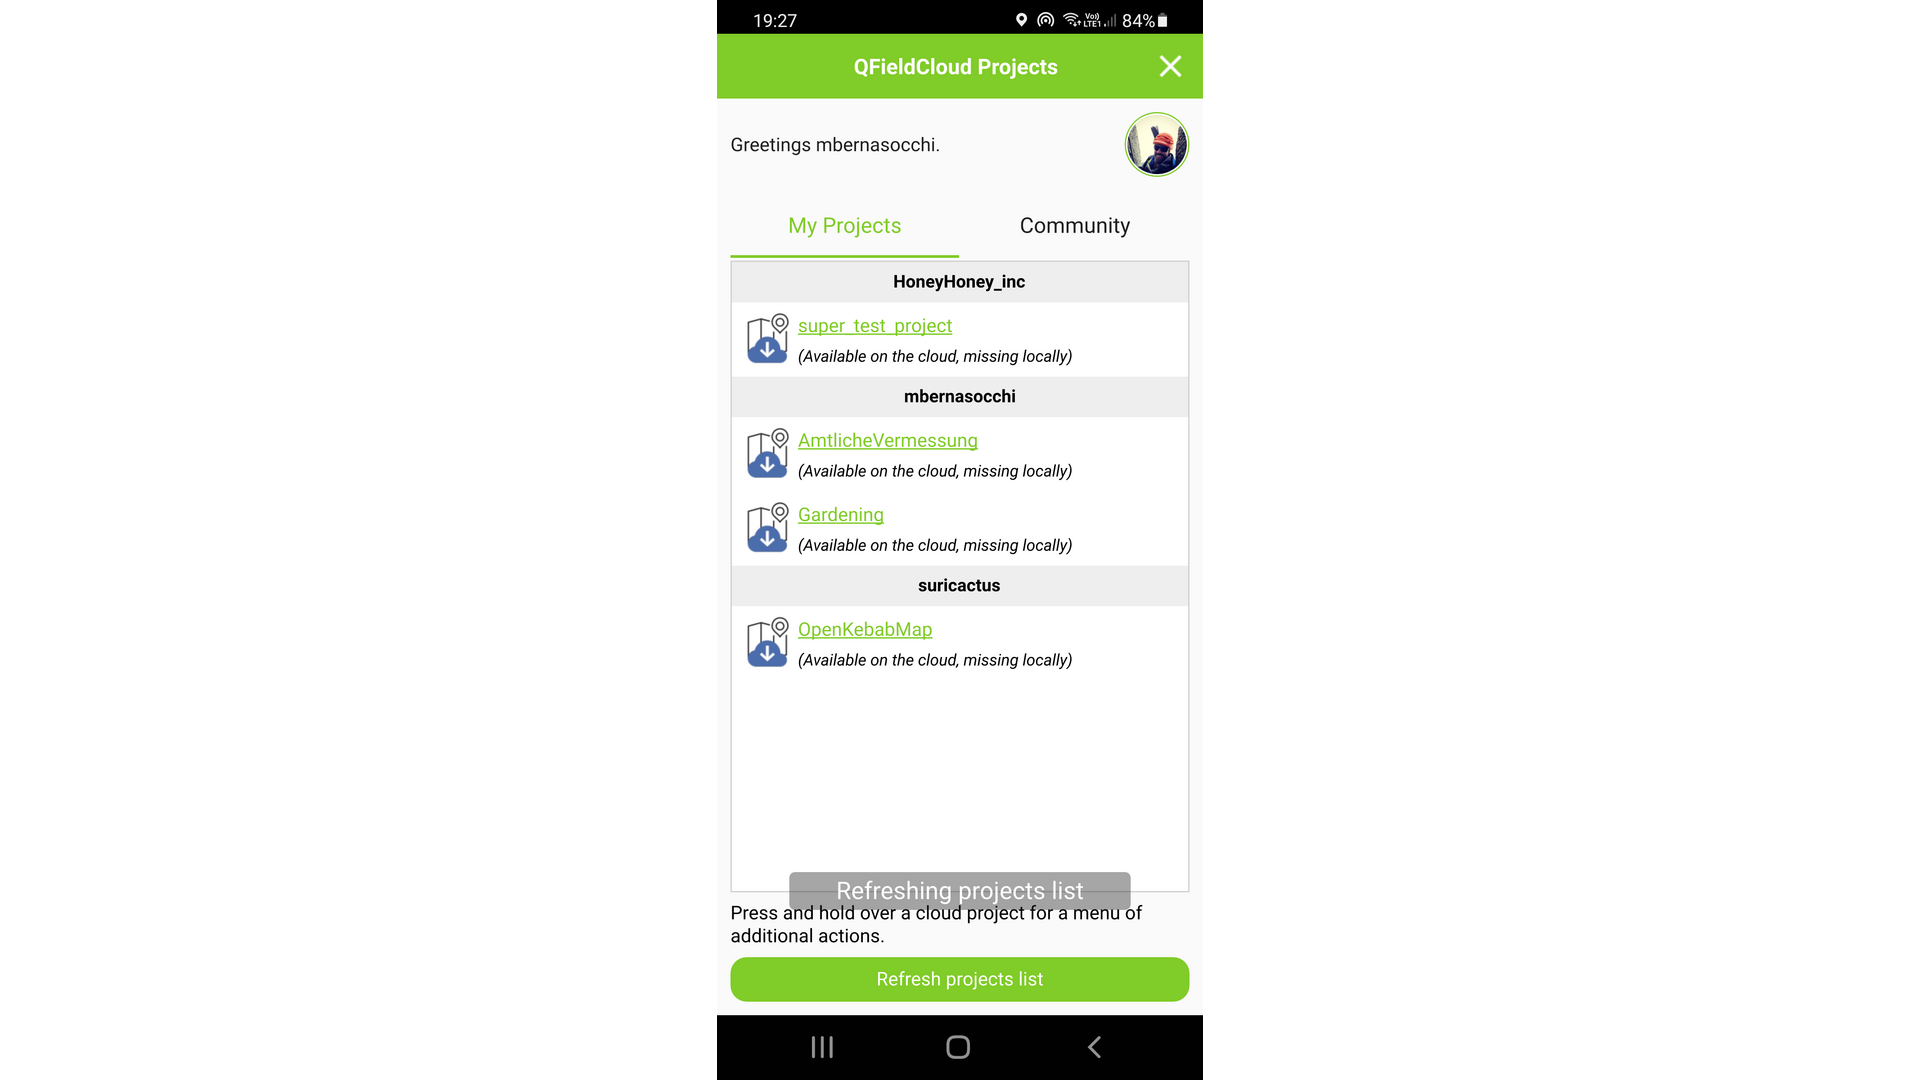 19:27
Vo)) LTE1 84%
QFieldCloud Projects
Greetings mbernasocchi.
My Projects Community
HoneyHoney_inc
super_test_project
(Available on the cloud, missing locally)
mbernasocchi
AmtlicheVermessung
(Available on the cloud, missing locally)
Gardening
(Available on the cloud, missing locally)
suricactus
OpenKebabMap
(Available on the cloud, missing locally)
Refreshing projects list
Press and hold over a cloud project for a menu of
additional actions.
Refresh projects list